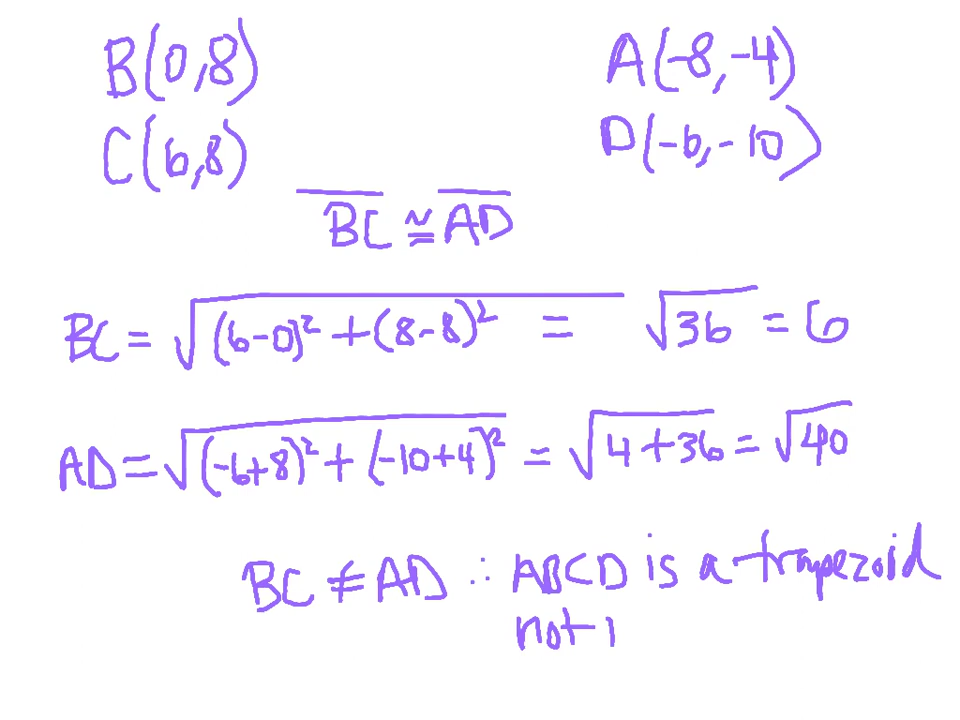 B(0,8) A(-8,-4)
C(6,8) D(-6,-10)
BC ≅ AD
BC = √(6-0)² + (8-8)² = √36 = 6
AD = √(-6+8)² + (-10+4)² = √4+36 = √40
BC ≠ AD ∴ ABCD is a trapezoid
not